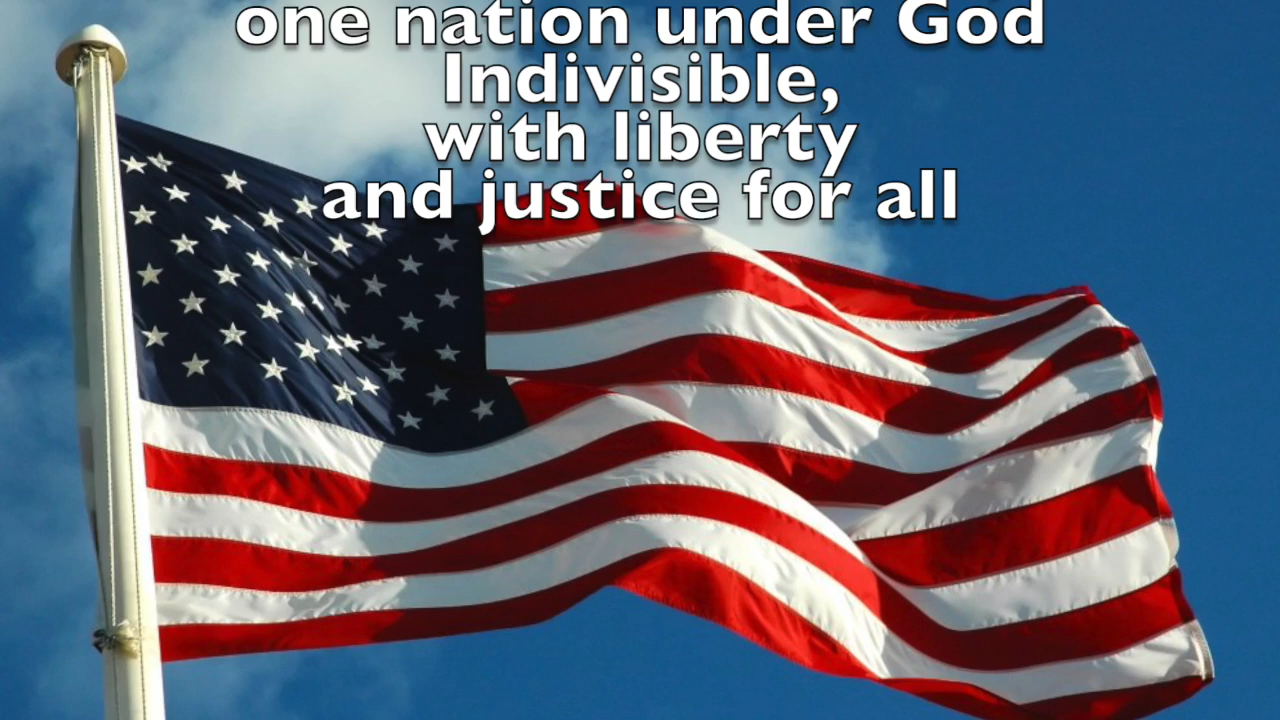 one nation under God
Indivisible,
with liberty
and justice for all